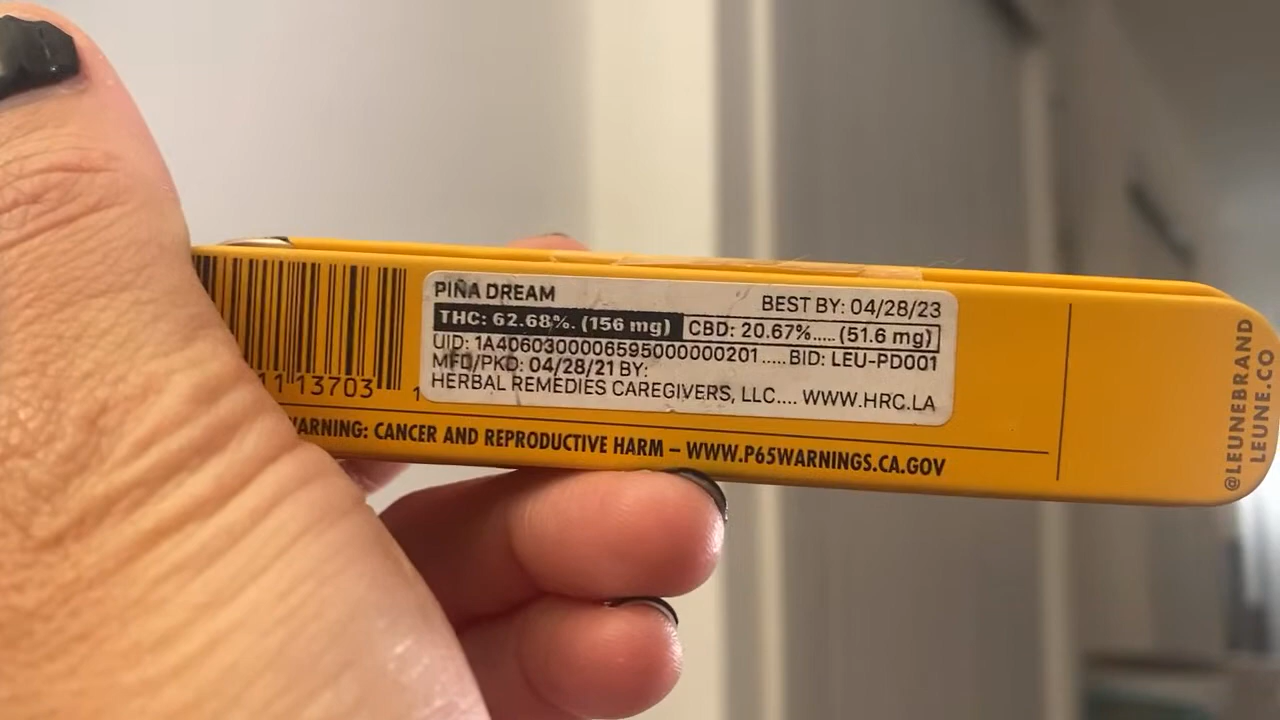 PIÑA DREAM
BEST BY: 04/28/23
THC: 62.68%. (156 mg) CBD: 20.67%..... (51.6 mg)
UID: 1A4060300006595000000201 ..... BID: LEU-PD001
MFD/PKD: 04/28/21 BY:
HERBAL REMEDIES CAREGIVERS, LLC.... WWW.HRC.LA
11 13703 1
WARNING: CANCER AND REPRODUCTIVE HARM – WWW.P65WARNINGS.CA.GOV
@LEUNEBRAND
LEUNE.CO